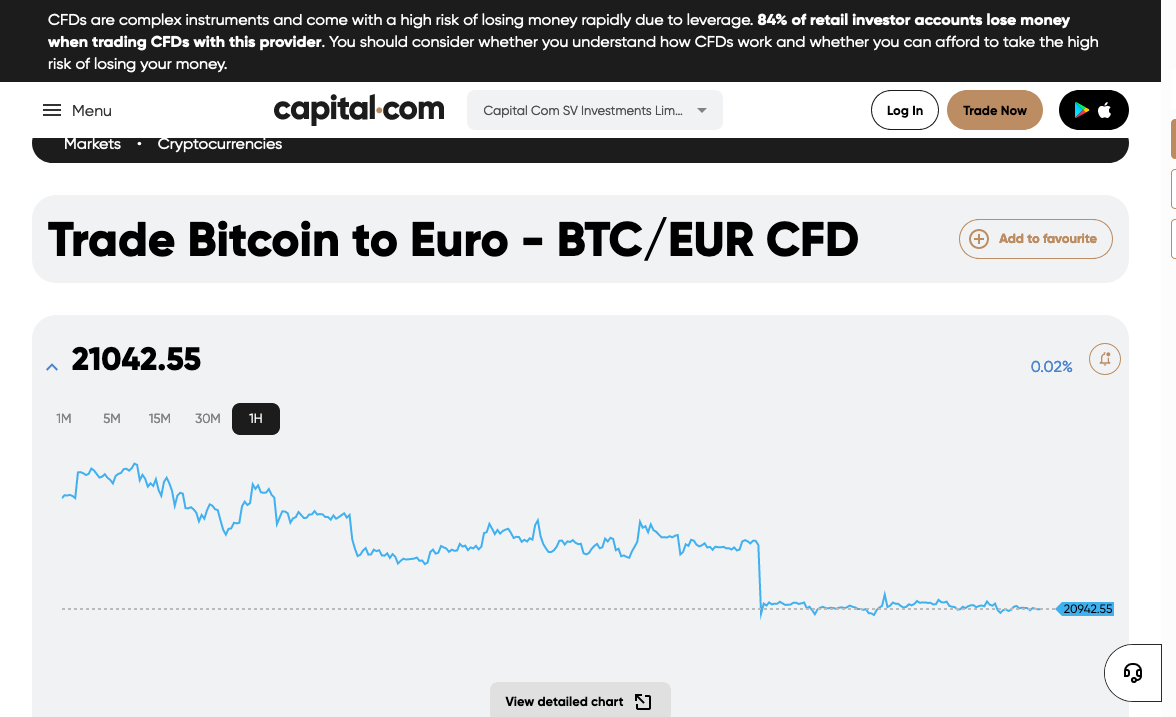 CFDs are complex instruments and come with a high risk of losing money rapidly due to leverage. 84% of retail investor accounts lose money
when trading CFDs with this provider. You should consider whether you understand how CFDs work and whether you can afford to take the high
risk of losing your money.
Menu
capital.com
Capital Com SV Investments Lim...
Log In
Trade Now
Markets • Cryptocurrencies
Trade Bitcoin to Euro - BTC/EUR CFD
Add to favourite
21042.55
0.02%
1M 5M 15M 30M 1H
20942.55
View detailed chart